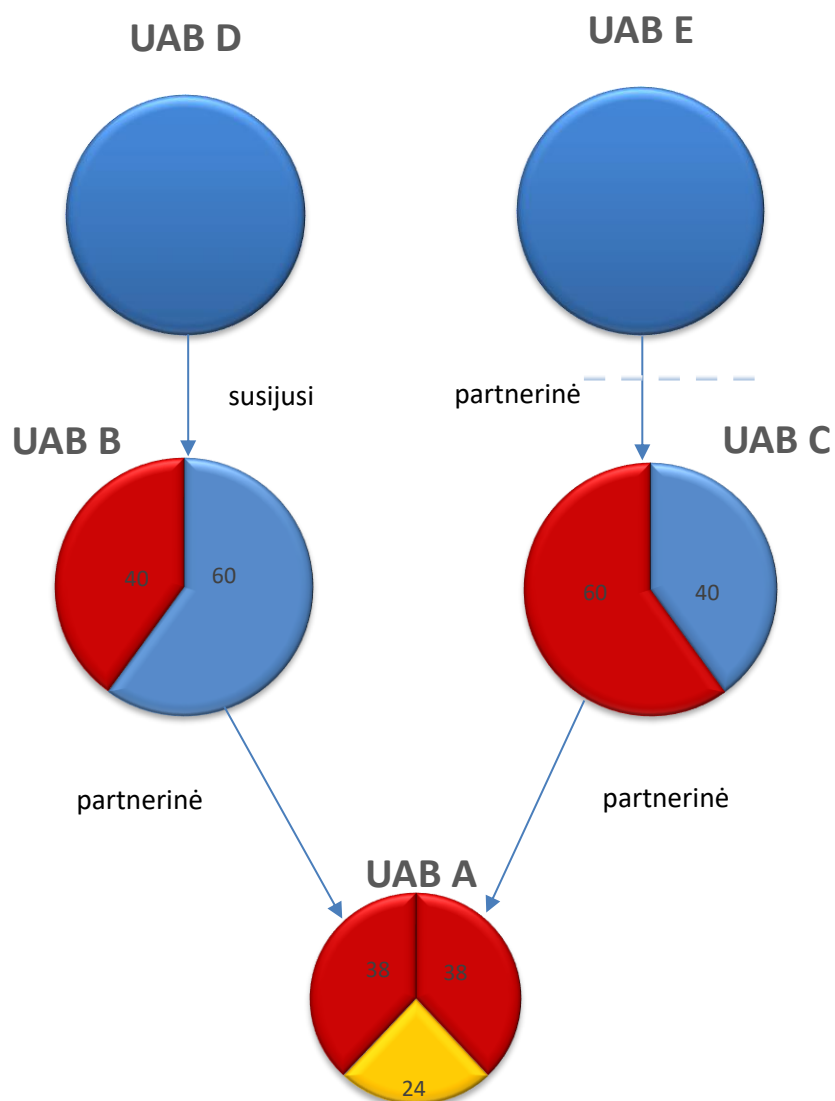 UAB D
UAB E
susijusi
partnerinė
UAB B
UAB C
40
60
60
40
partnerinė
partnerinė
UAB A
38
38
24